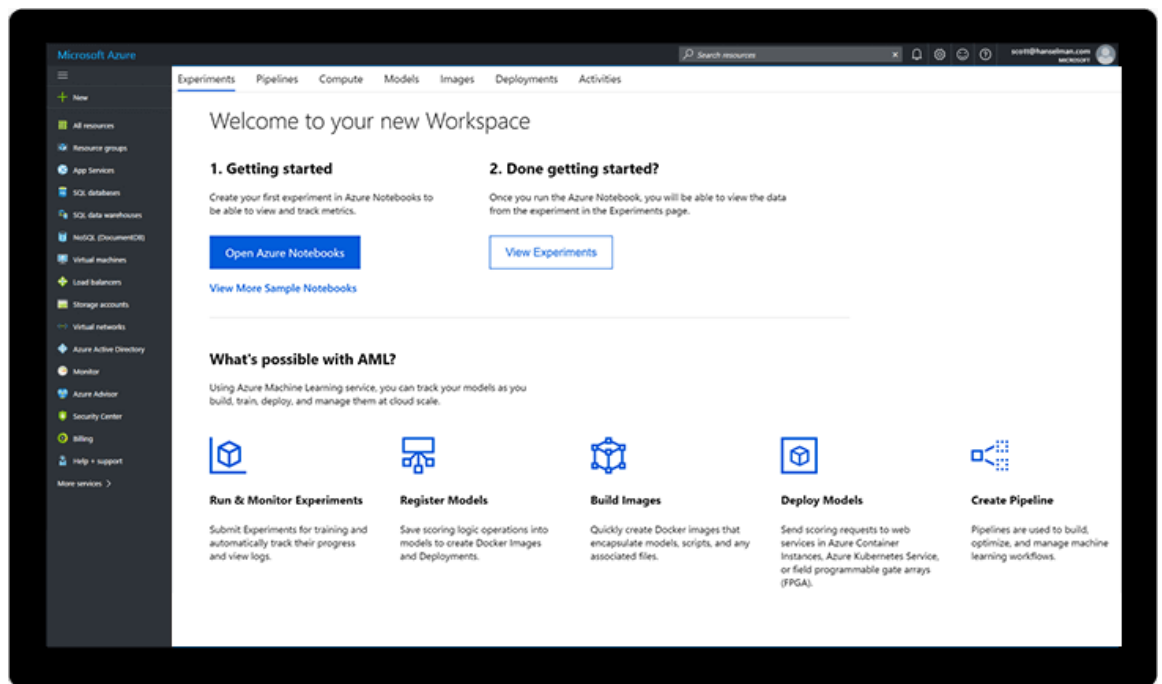 Microsoft Azure
Search resources
scott@hanselman.com
MICROSOFT
New
All resources
Resource groups
App Services
SQL databases
SQL data warehouses
NoSQL (DocumentDB)
Virtual machines
Load balancers
Storage accounts
Virtual networks
Azure Active Directory
Monitor
Azure Advisor
Security Center
Billing
Help + support
More services
Experiments Pipelines Compute Models Images Deployments Activities
Welcome to your new Workspace
1. Getting started
Create your first experiment in Azure Notebooks to
be able to view and track metrics.
Open Azure Notebooks
View More Sample Notebooks
2. Done getting started?
Once you run the Azure Notebook, you will be able to view the data
from the experiment in the Experiments page.
View Experiments
What's possible with AML?
Using Azure Machine Learning service, you can track your models as you
build, train, deploy, and manage them at cloud scale.
Run & Monitor Experiments
Submit Experiments for training and
automatically track their progress
and view logs.
Register Models
Save scoring logic operations into
models to create Docker Images
and Deployments.
Build Images
Quickly create Docker images that
encapsulate models, scripts, and any
associated files.
Deploy Models
Send scoring requests to web
services in Azure Container
Instances, Azure Kubernetes Service,
or field programmable gate arrays
(FPGA).
Create Pipeline
Pipelines are used to build,
optimize, and manage machine
learning workflows.